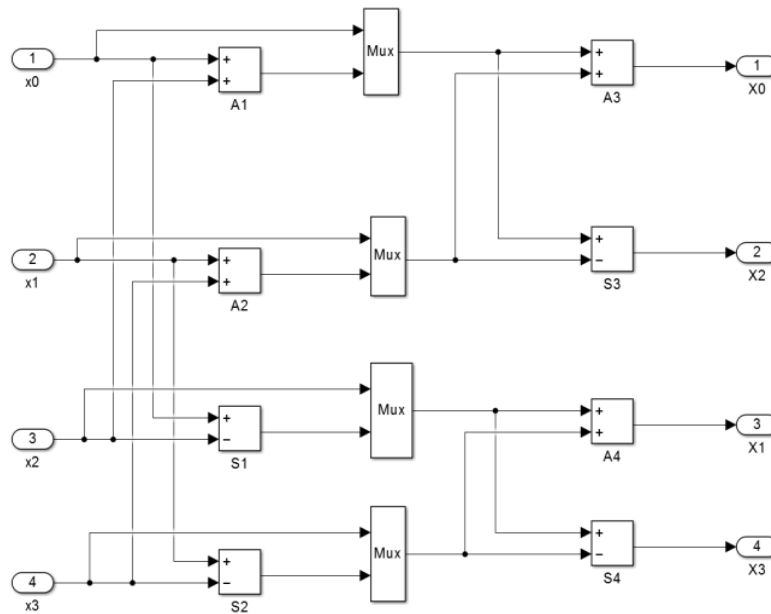 Mux
1
+
+
+
+
1
x0
A1
A3
X0
Mux
2
+
+
+
−
2
x1
A2
S3
X2
Mux
3
+
−
+
+
3
x2
S1
A4
X1
Mux
4
+
−
+
−
4
x3
S2
S4
X3